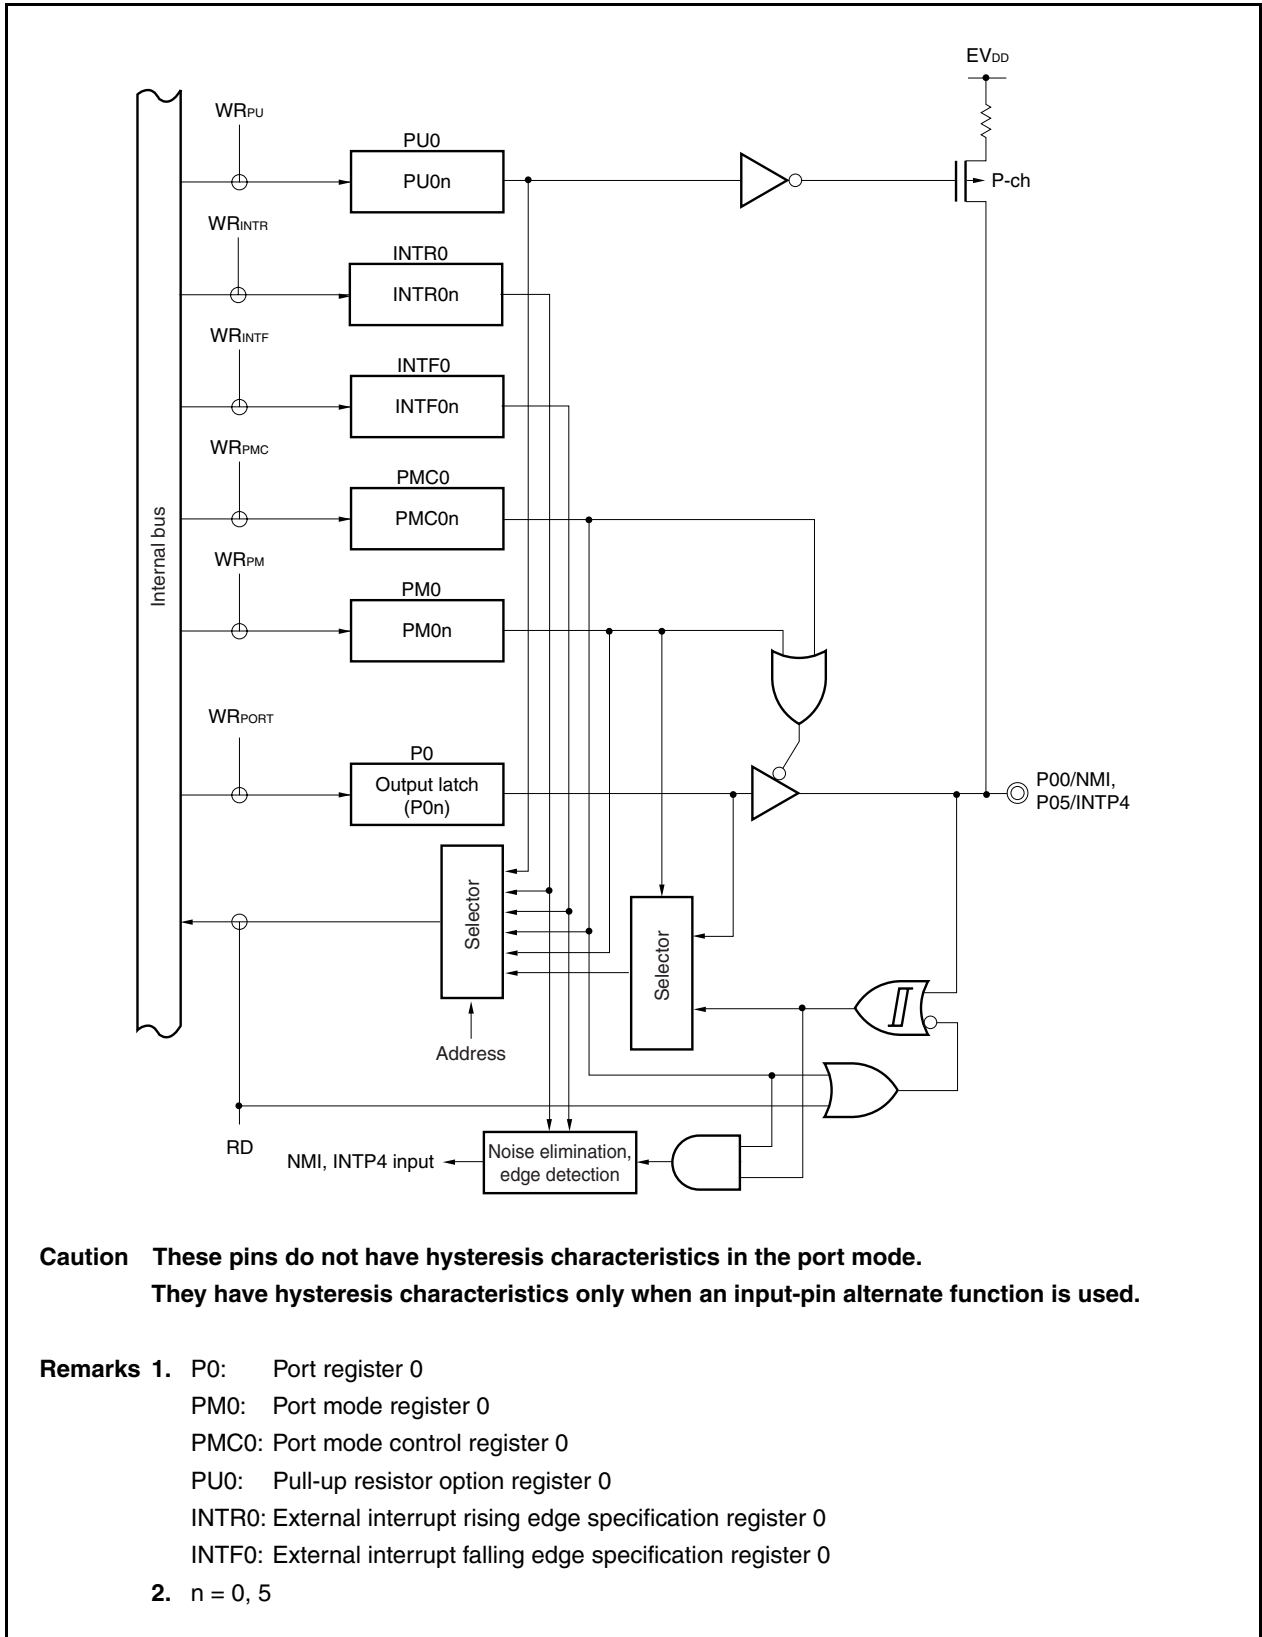 EVDD
WRPU
PU0
PU0n
P-ch
WRINTR
INTR0
INTR0n
WRINTF
INTF0
INTF0n
WRPMC
PMC0
PMC0n
Internal bus
WRPM
PM0
PM0n
WRPORT
P0
Output latch
(P0n)
P00/NMI,
P05/INTP4
Selector
Selector
Address
RD
NMI, INTP4 input
Noise elimination,
edge detection
Caution These pins do not have hysteresis characteristics in the port mode.
They have hysteresis characteristics only when an input-pin alternate function is used.
Remarks 1. P0: Port register 0
PM0: Port mode register 0
PMC0: Port mode control register 0
PU0: Pull-up resistor option register 0
INTR0: External interrupt rising edge specification register 0
INTF0: External interrupt falling edge specification register 0
2. n = 0, 5